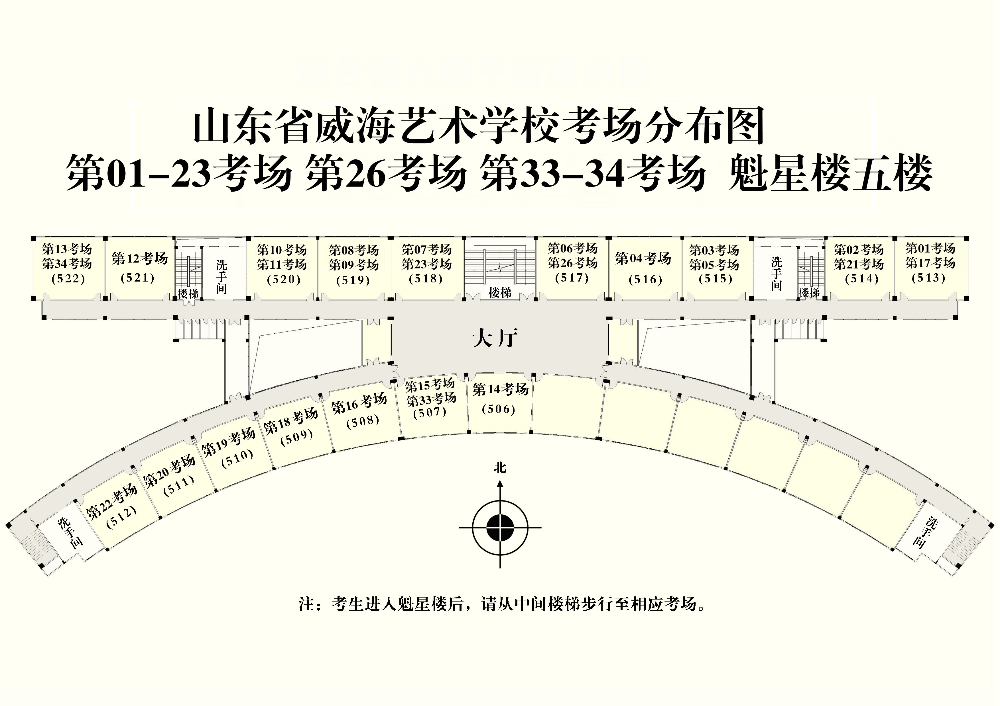 山东省威海艺术学校考场分布图
第01-23考场 第26考场 第33-34考场 魁星楼五楼
第13考场
第34考场
(522)
第12考场
(521)
楼梯
洗手间
第10考场
第11考场
(520)
第08考场
第09考场
(519)
第07考场
第23考场
(518)
楼梯
第06考场
第26考场
(517)
第04考场
(516)
第03考场
第05考场
(515)
洗手间
楼梯
第02考场
第21考场
(514)
第01考场
第17考场
(513)
大厅
洗手间
第22考场
(512)
第20考场
(511)
第19考场
(510)
第18考场
(509)
第16考场
(508)
第15考场
第33考场
(507)
第14考场
(506)
洗手间
北
注：考生进入魁星楼后，请从中间楼梯步行至相应考场。